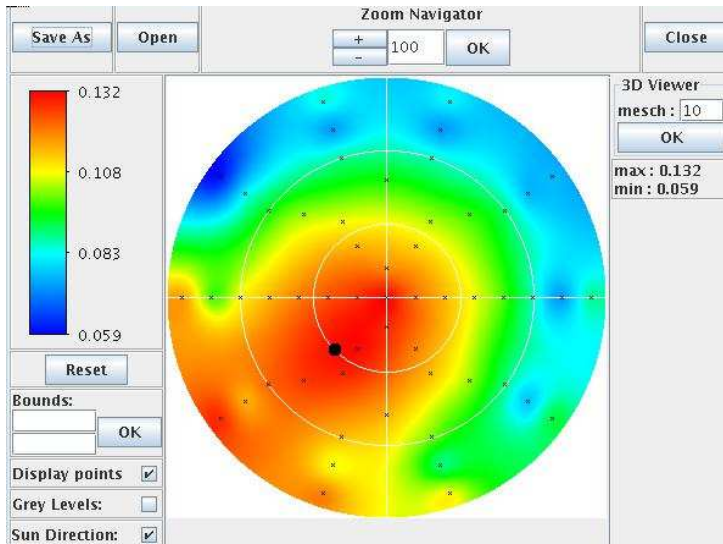 Zoom Navigator
Save As
Open
+
-
100
OK
Close
0.132
0.108
0.083
0.059
3D Viewer
mesch : 10
OK
max : 0.132
min : 0.059
Reset
Bounds:
OK
Display points
Grey Levels:
Sun Direction: